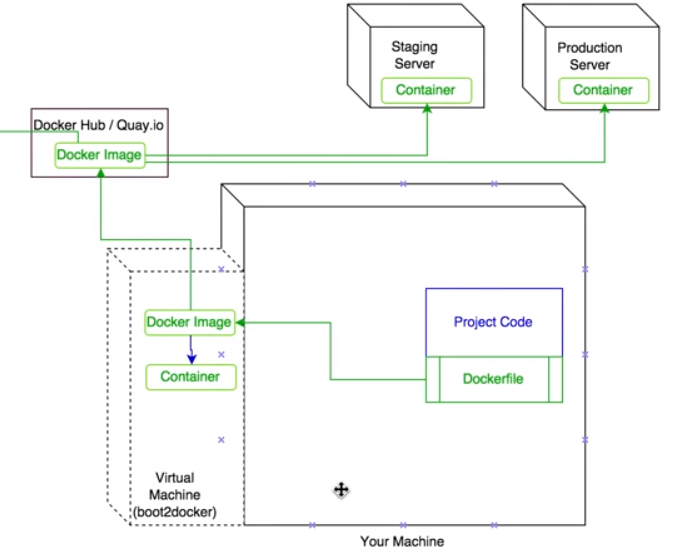 Staging
Server
Container
Production
Server
Container
Docker Hub / Quay.io
Docker Image
Docker Image
Container
Virtual
Machine
(boot2docker)
Project Code
Dockerfile
Your Machine